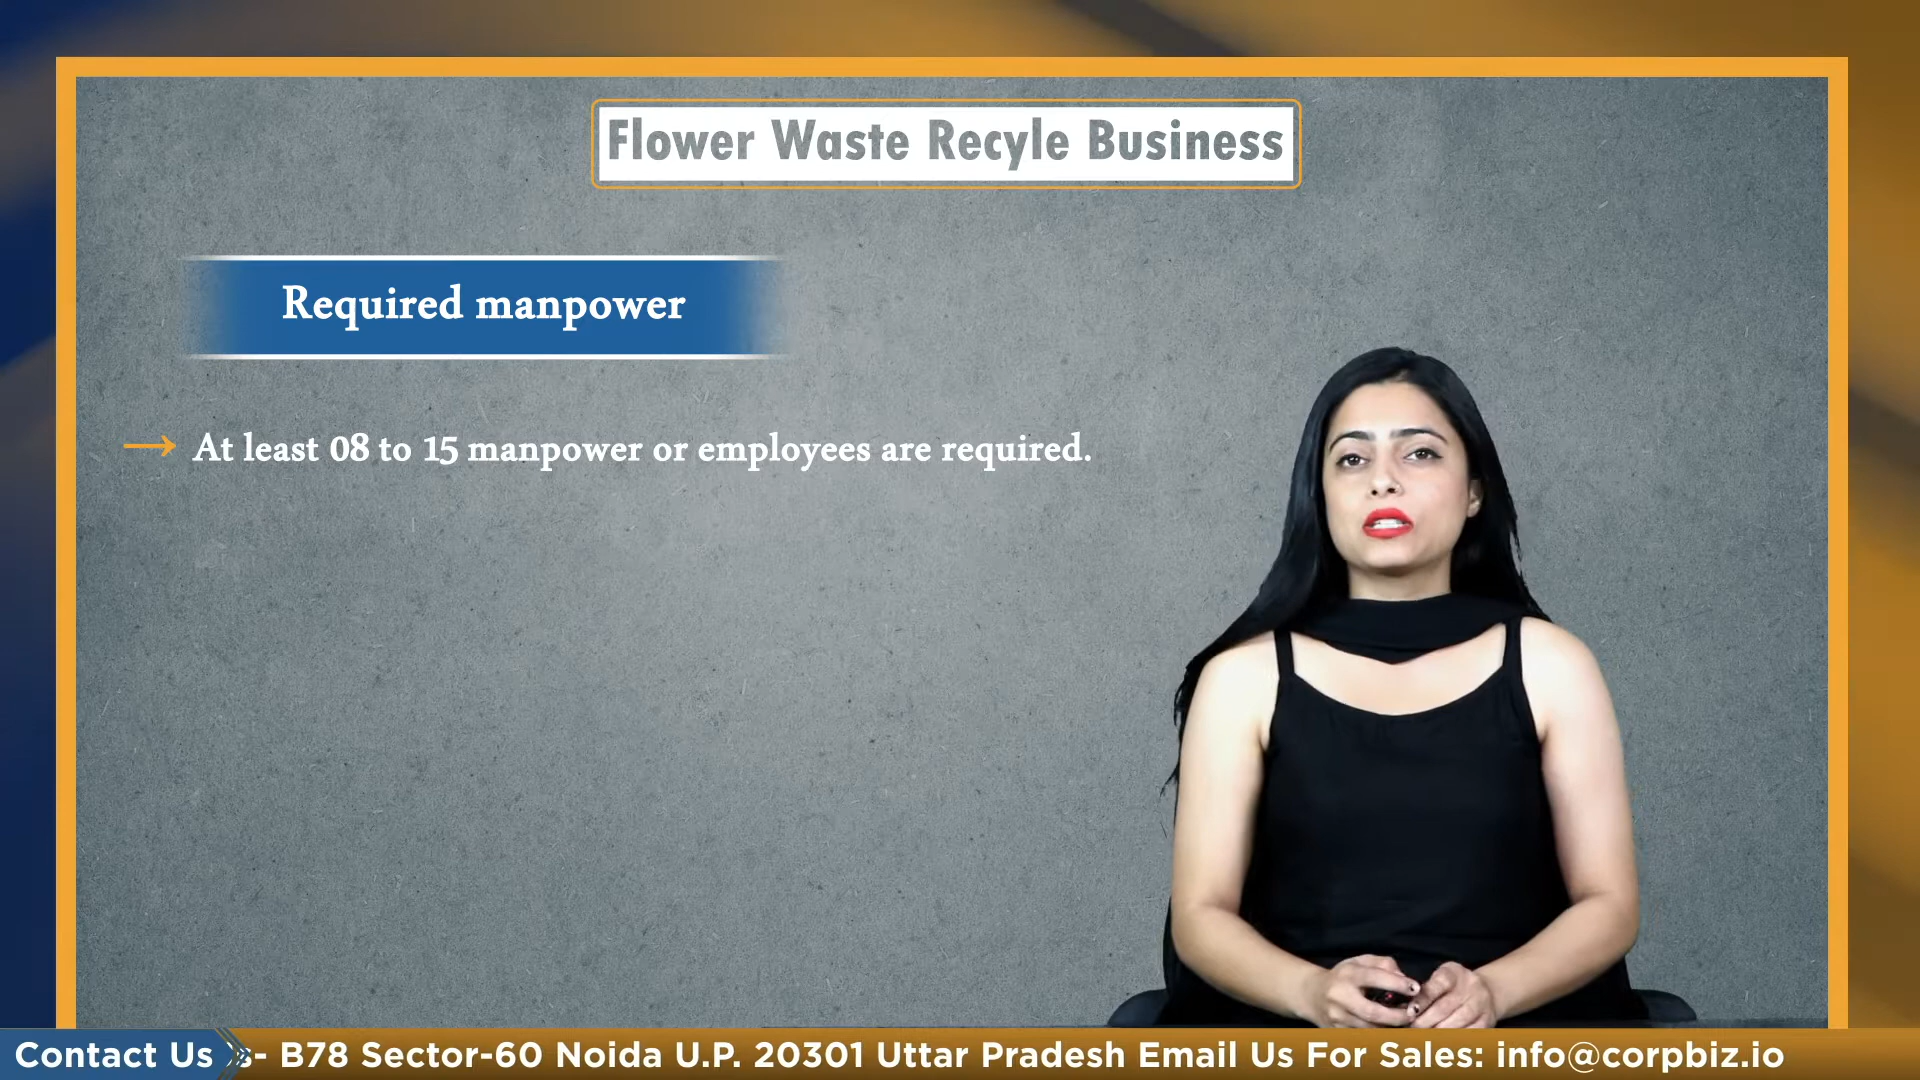 Flower Waste Recyle Business
Required manpower
→ At least 08 to 15 manpower or employees are required.
Contact Us s- B78 Sector-60 Noida U.P. 20301 Uttar Pradesh Email Us For Sales: info@corpbiz.io